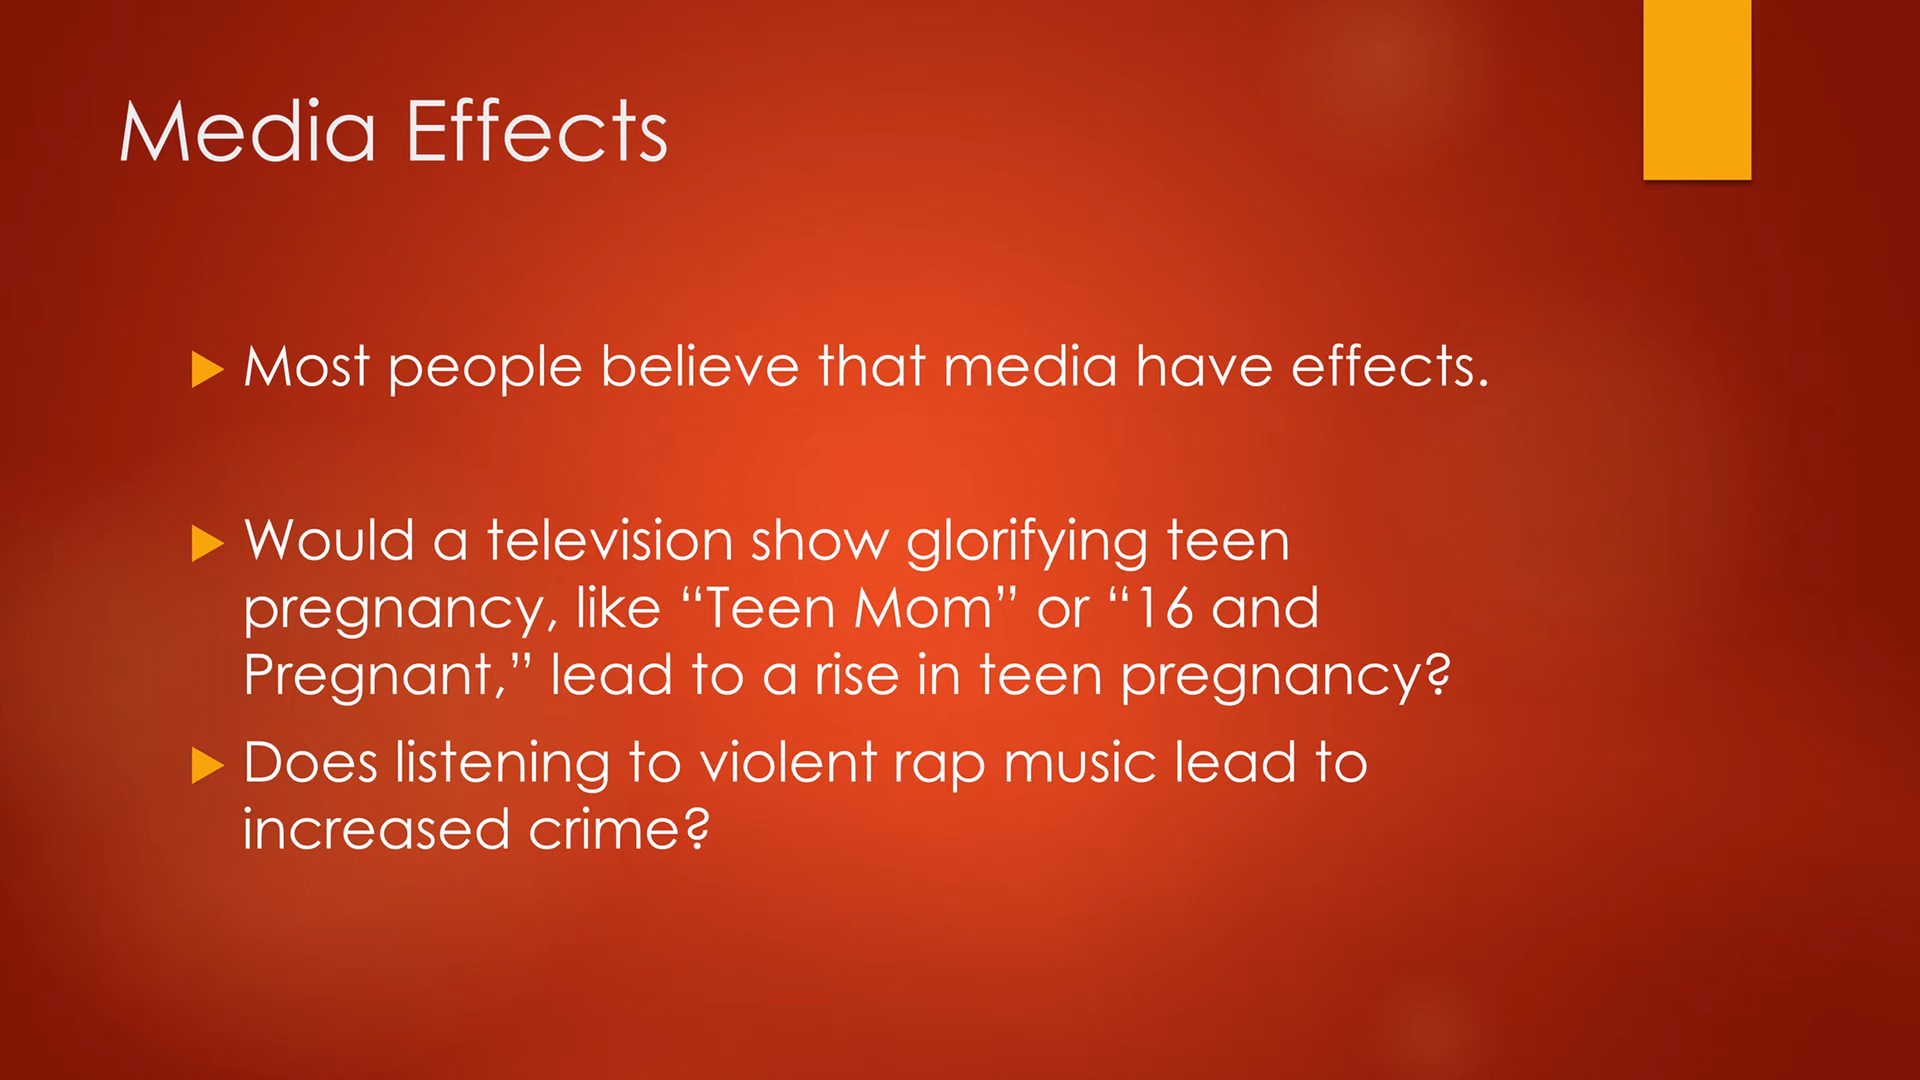 Media Effects
Most people believe that media have effects.
Would a television show glorifying teen
pregnancy, like “Teen Mom” or “16 and
Pregnant,” lead to a rise in teen pregnancy?
Does listening to violent rap music lead to
increased crime?